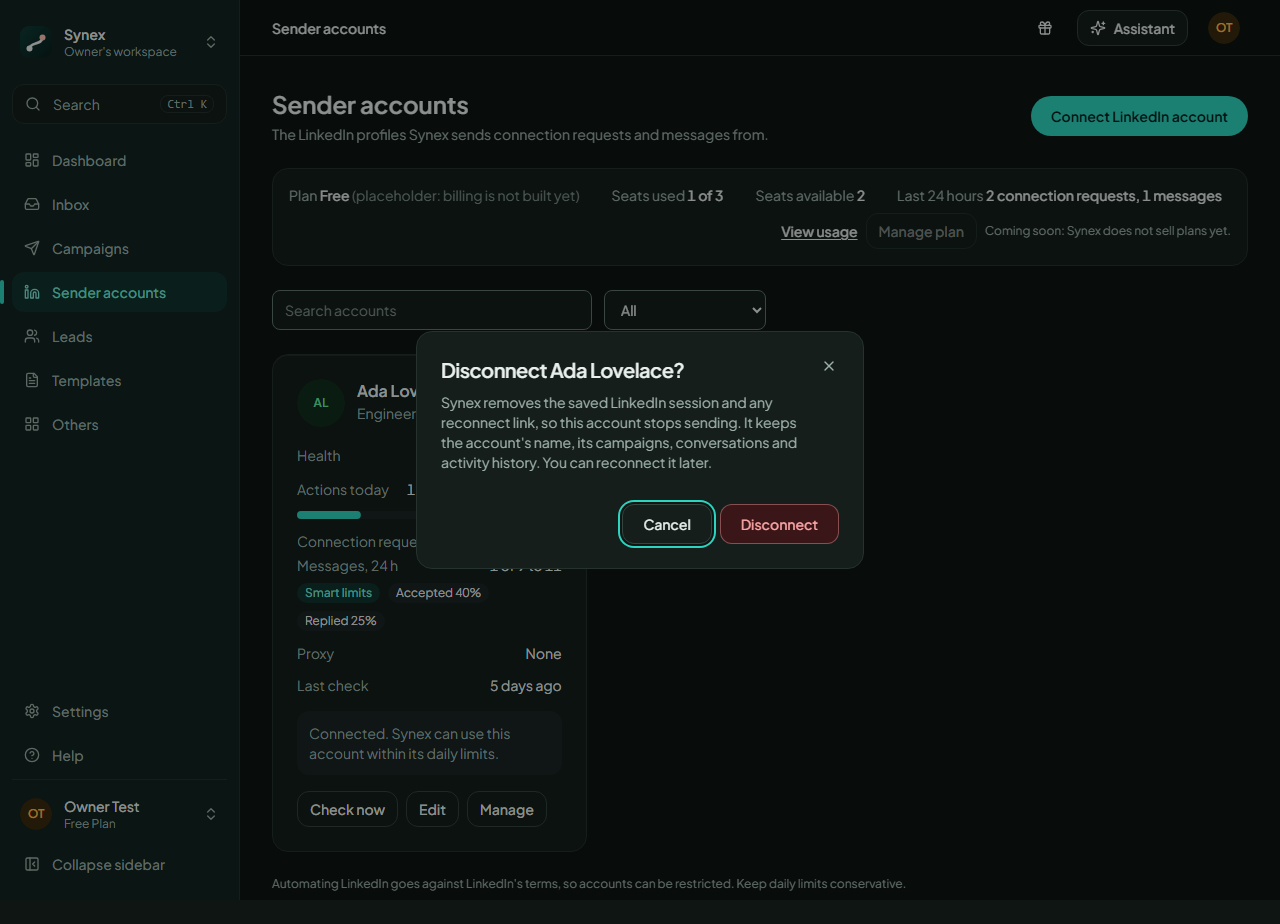 Synex
Owner's workspace
Search
Ctrl K
Dashboard
Inbox
Campaigns
Sender accounts
Leads
Templates
Others
Settings
Help
OT
Owner Test
Free Plan
Collapse sidebar
Sender accounts
Assistant
OT
Sender accounts
The LinkedIn profiles Synex sends connection requests and messages from.
Connect LinkedIn account
Plan Free (placeholder: billing is not built yet)
Seats used 1 of 3
Seats available 2
Last 24 hours 2 connection requests, 1 messages
View usage
Manage plan
Coming soon: Synex does not sell plans yet.
Search accounts
All
AL
Ada Lov
Engineer
Health
Actions today
1
Connection reque
Messages, 24 h
Smart limits
Accepted 40%
Replied 25%
Proxy
None
Last check
5 days ago
Connected. Synex can use this
account within its daily limits.
Check now
Edit
Manage
Disconnect Ada Lovelace?
Synex removes the saved LinkedIn session and any
reconnect link, so this account stops sending. It keeps
the account's name, its campaigns, conversations and
activity history. You can reconnect it later.
Cancel
Disconnect
Automating LinkedIn goes against LinkedIn's terms, so accounts can be restricted. Keep daily limits conservative.